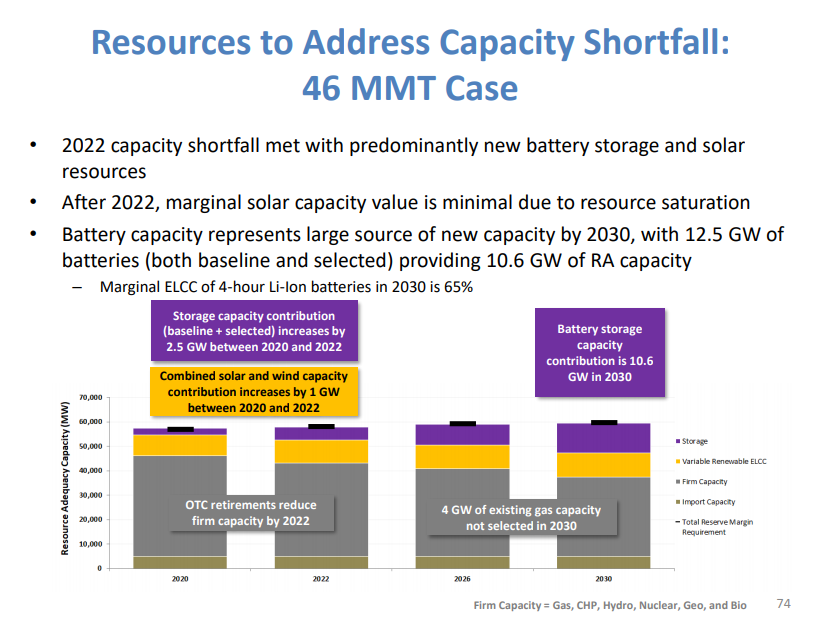 Resources to Address Capacity Shortfall:
46 MMT Case
• 2022 capacity shortfall met with predominantly new battery storage and solar
resources
• After 2022, marginal solar capacity value is minimal due to resource saturation
• Battery capacity represents large source of new capacity by 2030, with 12.5 GW of
batteries (both baseline and selected) providing 10.6 GW of RA capacity
– Marginal ELCC of 4-hour Li-Ion batteries in 2030 is 65%
Storage capacity contribution
(baseline + selected) increases by
2.5 GW between 2020 and 2022
Battery storage
capacity
contribution is 10.6
GW in 2030
Combined solar and wind capacity
contribution increases by 1 GW
between 2020 and 2022
Resource Adequacy Capacity (MW)
70,000
60,000
50,000
40,000
30,000
20,000
10,000
0
OTC retirements reduce
firm capacity by 2022
4 GW of existing gas capacity
not selected in 2030
2020
2022
2026
2030
Storage
Variable Renewable ELCC
Firm Capacity
Import Capacity
Total Reserve Margin
Requirement
Firm Capacity = Gas, CHP, Hydro, Nuclear, Geo, and Bio
74